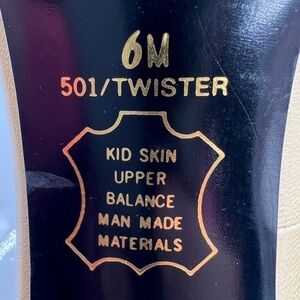 6M
501/TWISTER
KID SKIN
UPPER
BALANCE
MAN MADE
MATERIALS